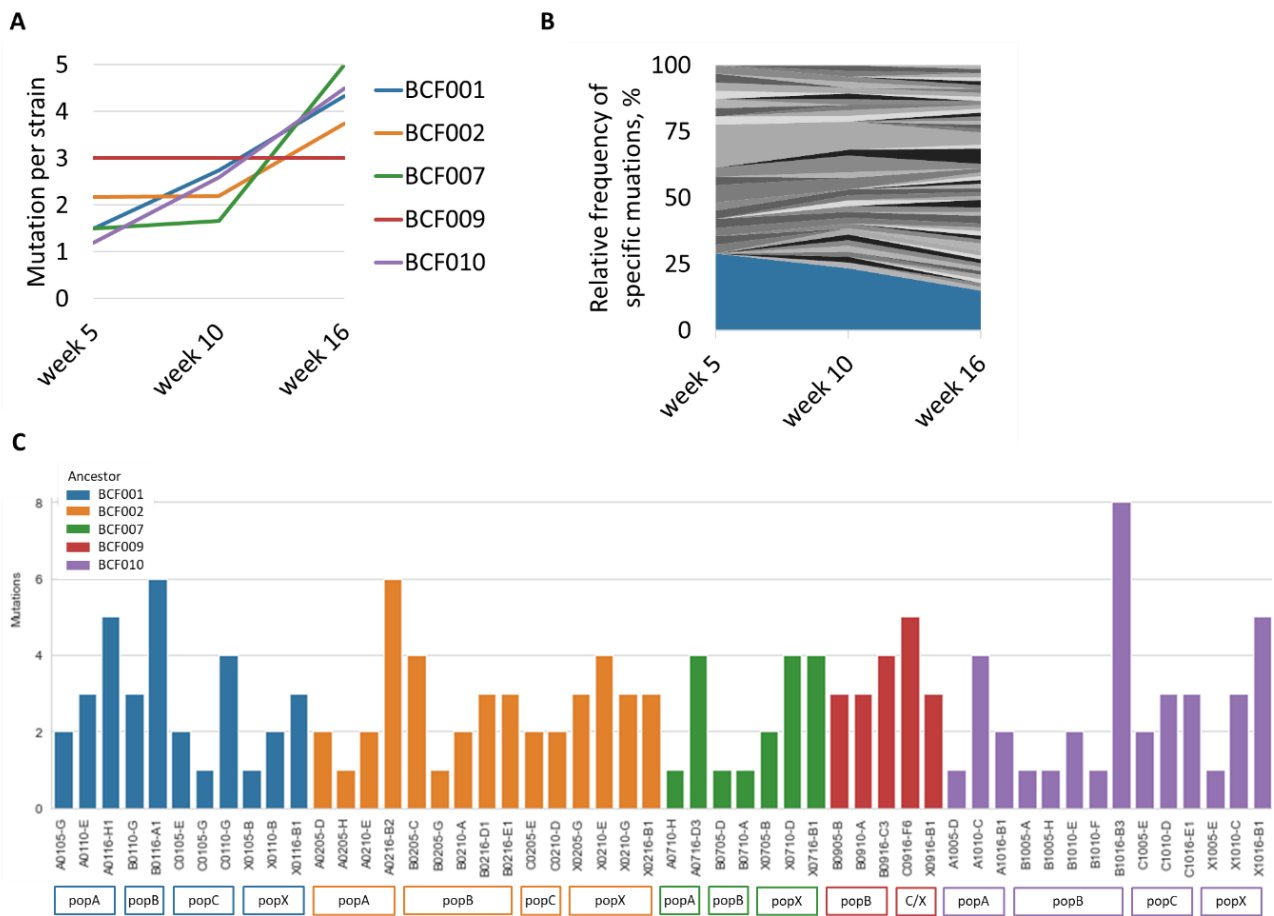 A
5
4
3
2
1
0
Mutation per strain
week 5
week 10
week 16
BCF001
BCF002
BCF007
BCF009
BCF010
B
100
75
50
25
0
Relative frequency of
specific muations, %
week 5
week 10
week 16
C
Ancestor
BCF001
BCF002
BCF007
BCF009
BCF010
8
6
4
2
0
Mutations
A0105-G
A0110-E
A0116-H1
B0110-G
B0116-A1
C0105-E
C0105-G
C0110-G
X0105-B
X0110-B
X0116-B1
A0205-D
A0205-H
A0210-E
A0216-B2
B0205-C
B0205-G
B0210-A
B0216-D1
B0216-E1
C0205-E
C0210-D
X0205-G
X0210-E
X0210-G
X0216-B1
A0710-H
A0716-D3
B0705-D
B0710-A
X0705-B
X0710-D
X0716-B1
B0905-B
B0910-A
B0916-C3
C0916-F6
X0916-B1
A1005-D
A1010-C
A1016-B1
B1005-A
B1005-H
B1010-E
B1010-F
B1016-B3
C1005-E
C1010-D
C1016-E1
X1005-E
X1010-C
X1016-B1
popA
popB
popC
popX
popA
popB
popC
popX
popA
popB
popX
popB
C/X
popA
popB
popC
popX